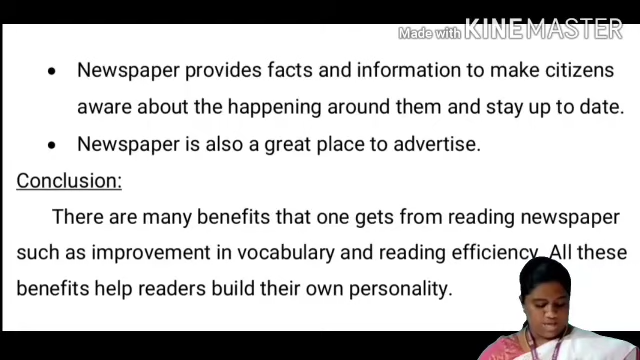 Made with KINEMASTER
• Newspaper provides facts and information to make citizens
aware about the happening around them and stay up to date.
• Newspaper is also a great place to advertise.
Conclusion:
There are many benefits that one gets from reading newspaper
such as improvement in vocabulary and reading efficiency. All these
benefits help readers build their own personality.